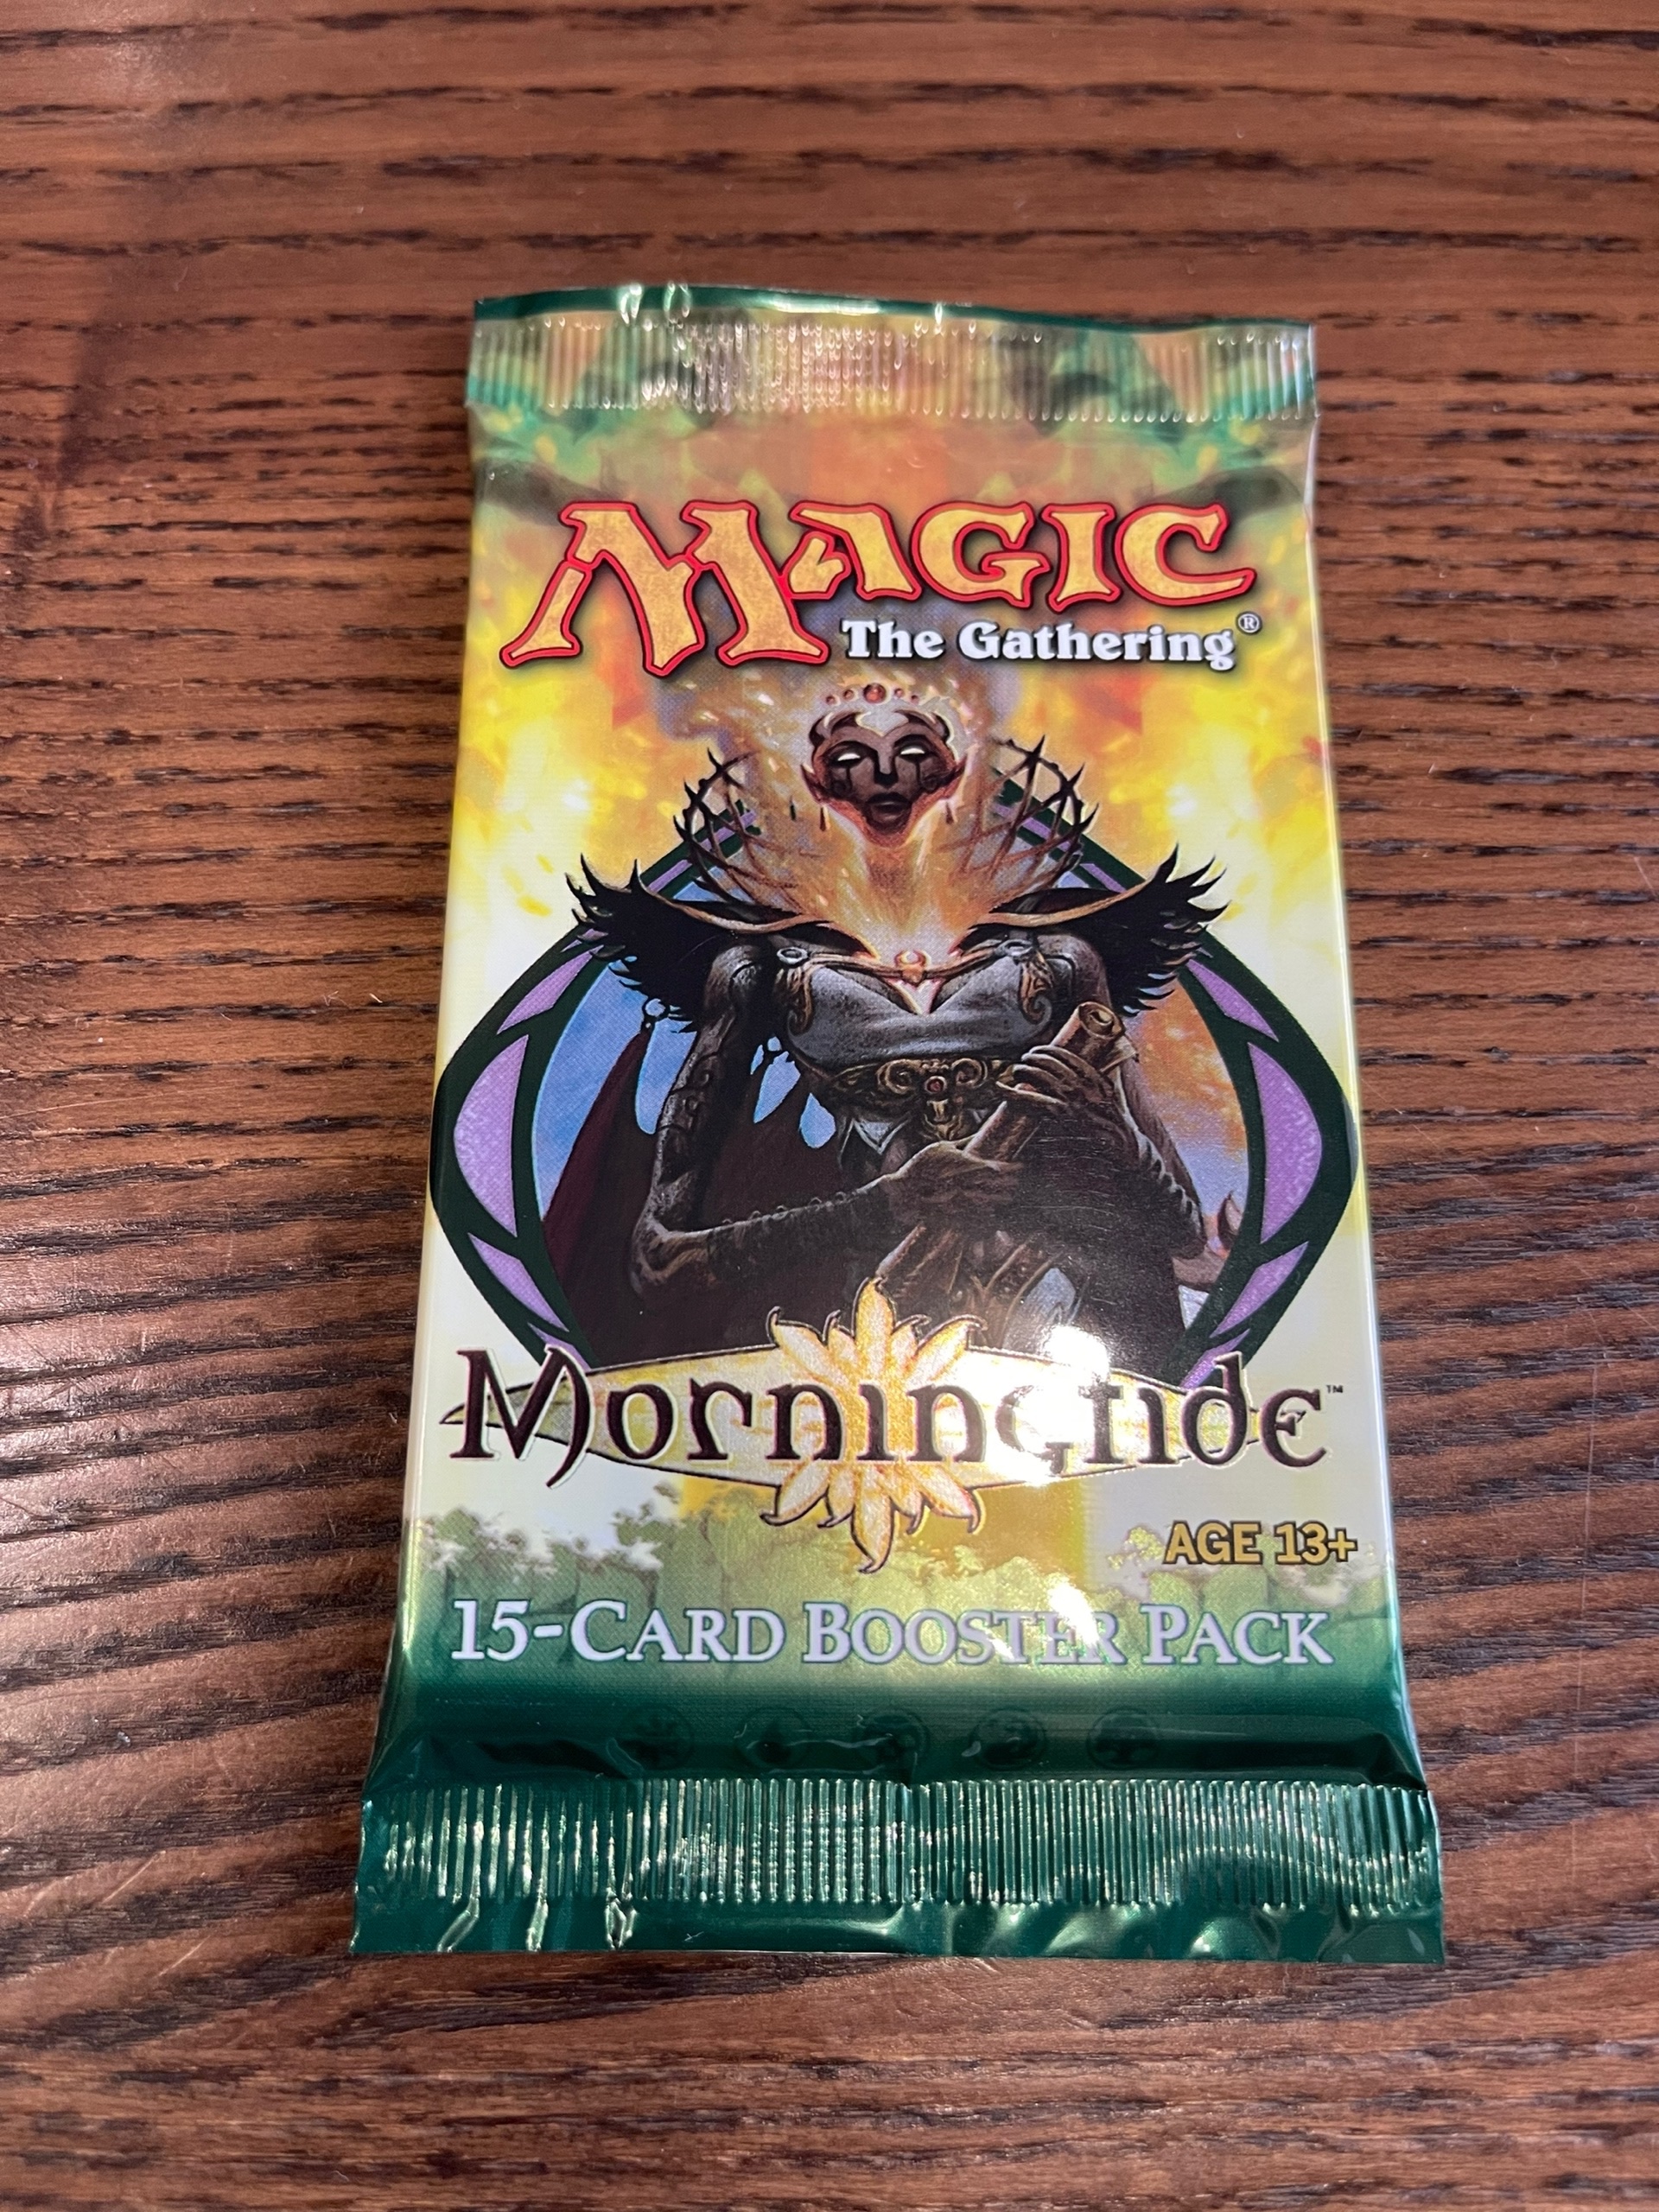 MAGIC
The Gathering®
Morningtide™
AGE 13+
15-CARD BOOSTER PACK